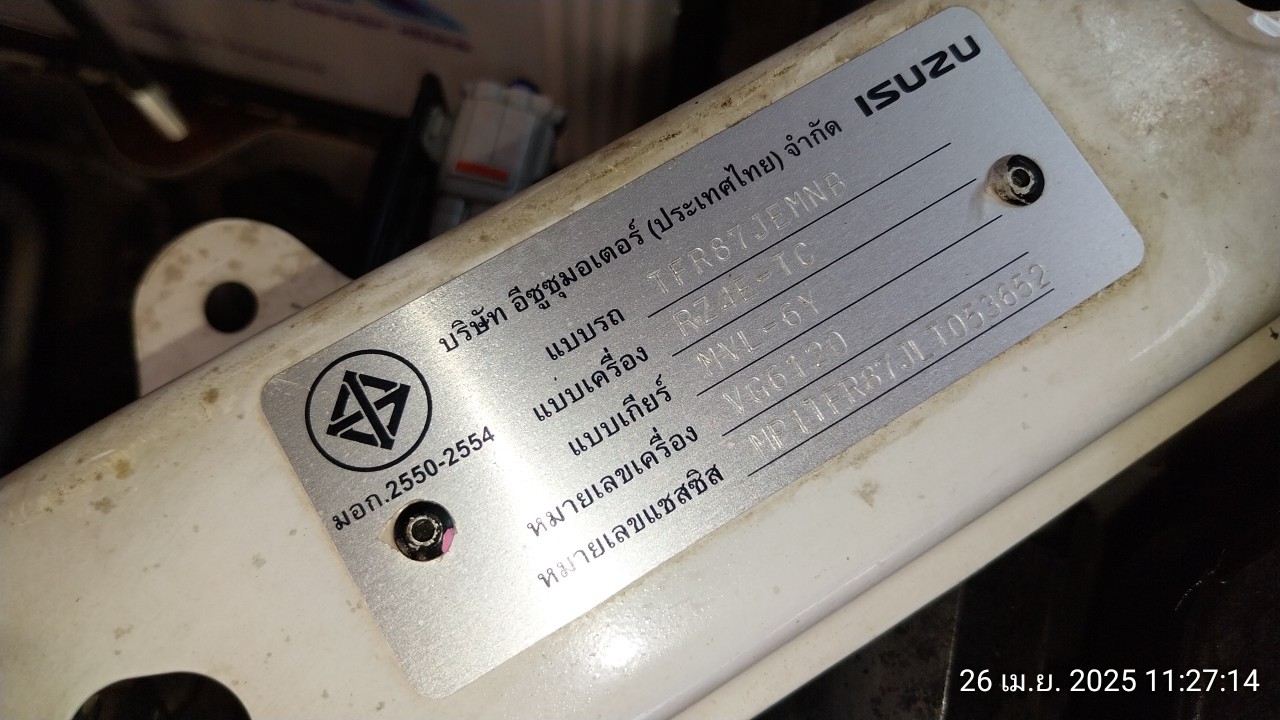 ISUZU
บริษัท อีซูซุมอเตอร์ (ประเทศไทย) จำกัด
แบบรถ TFR87JEMNB
แบบเครื่อง RZ4E-TC
แบบเกียร์ MVL-6Y
หมายเลขเครื่อง VG6120
หมายเลขแชสซิส MP1TFR87JLT053652
มอก.2550-2554
26 เม.ย. 2025 11:27:14